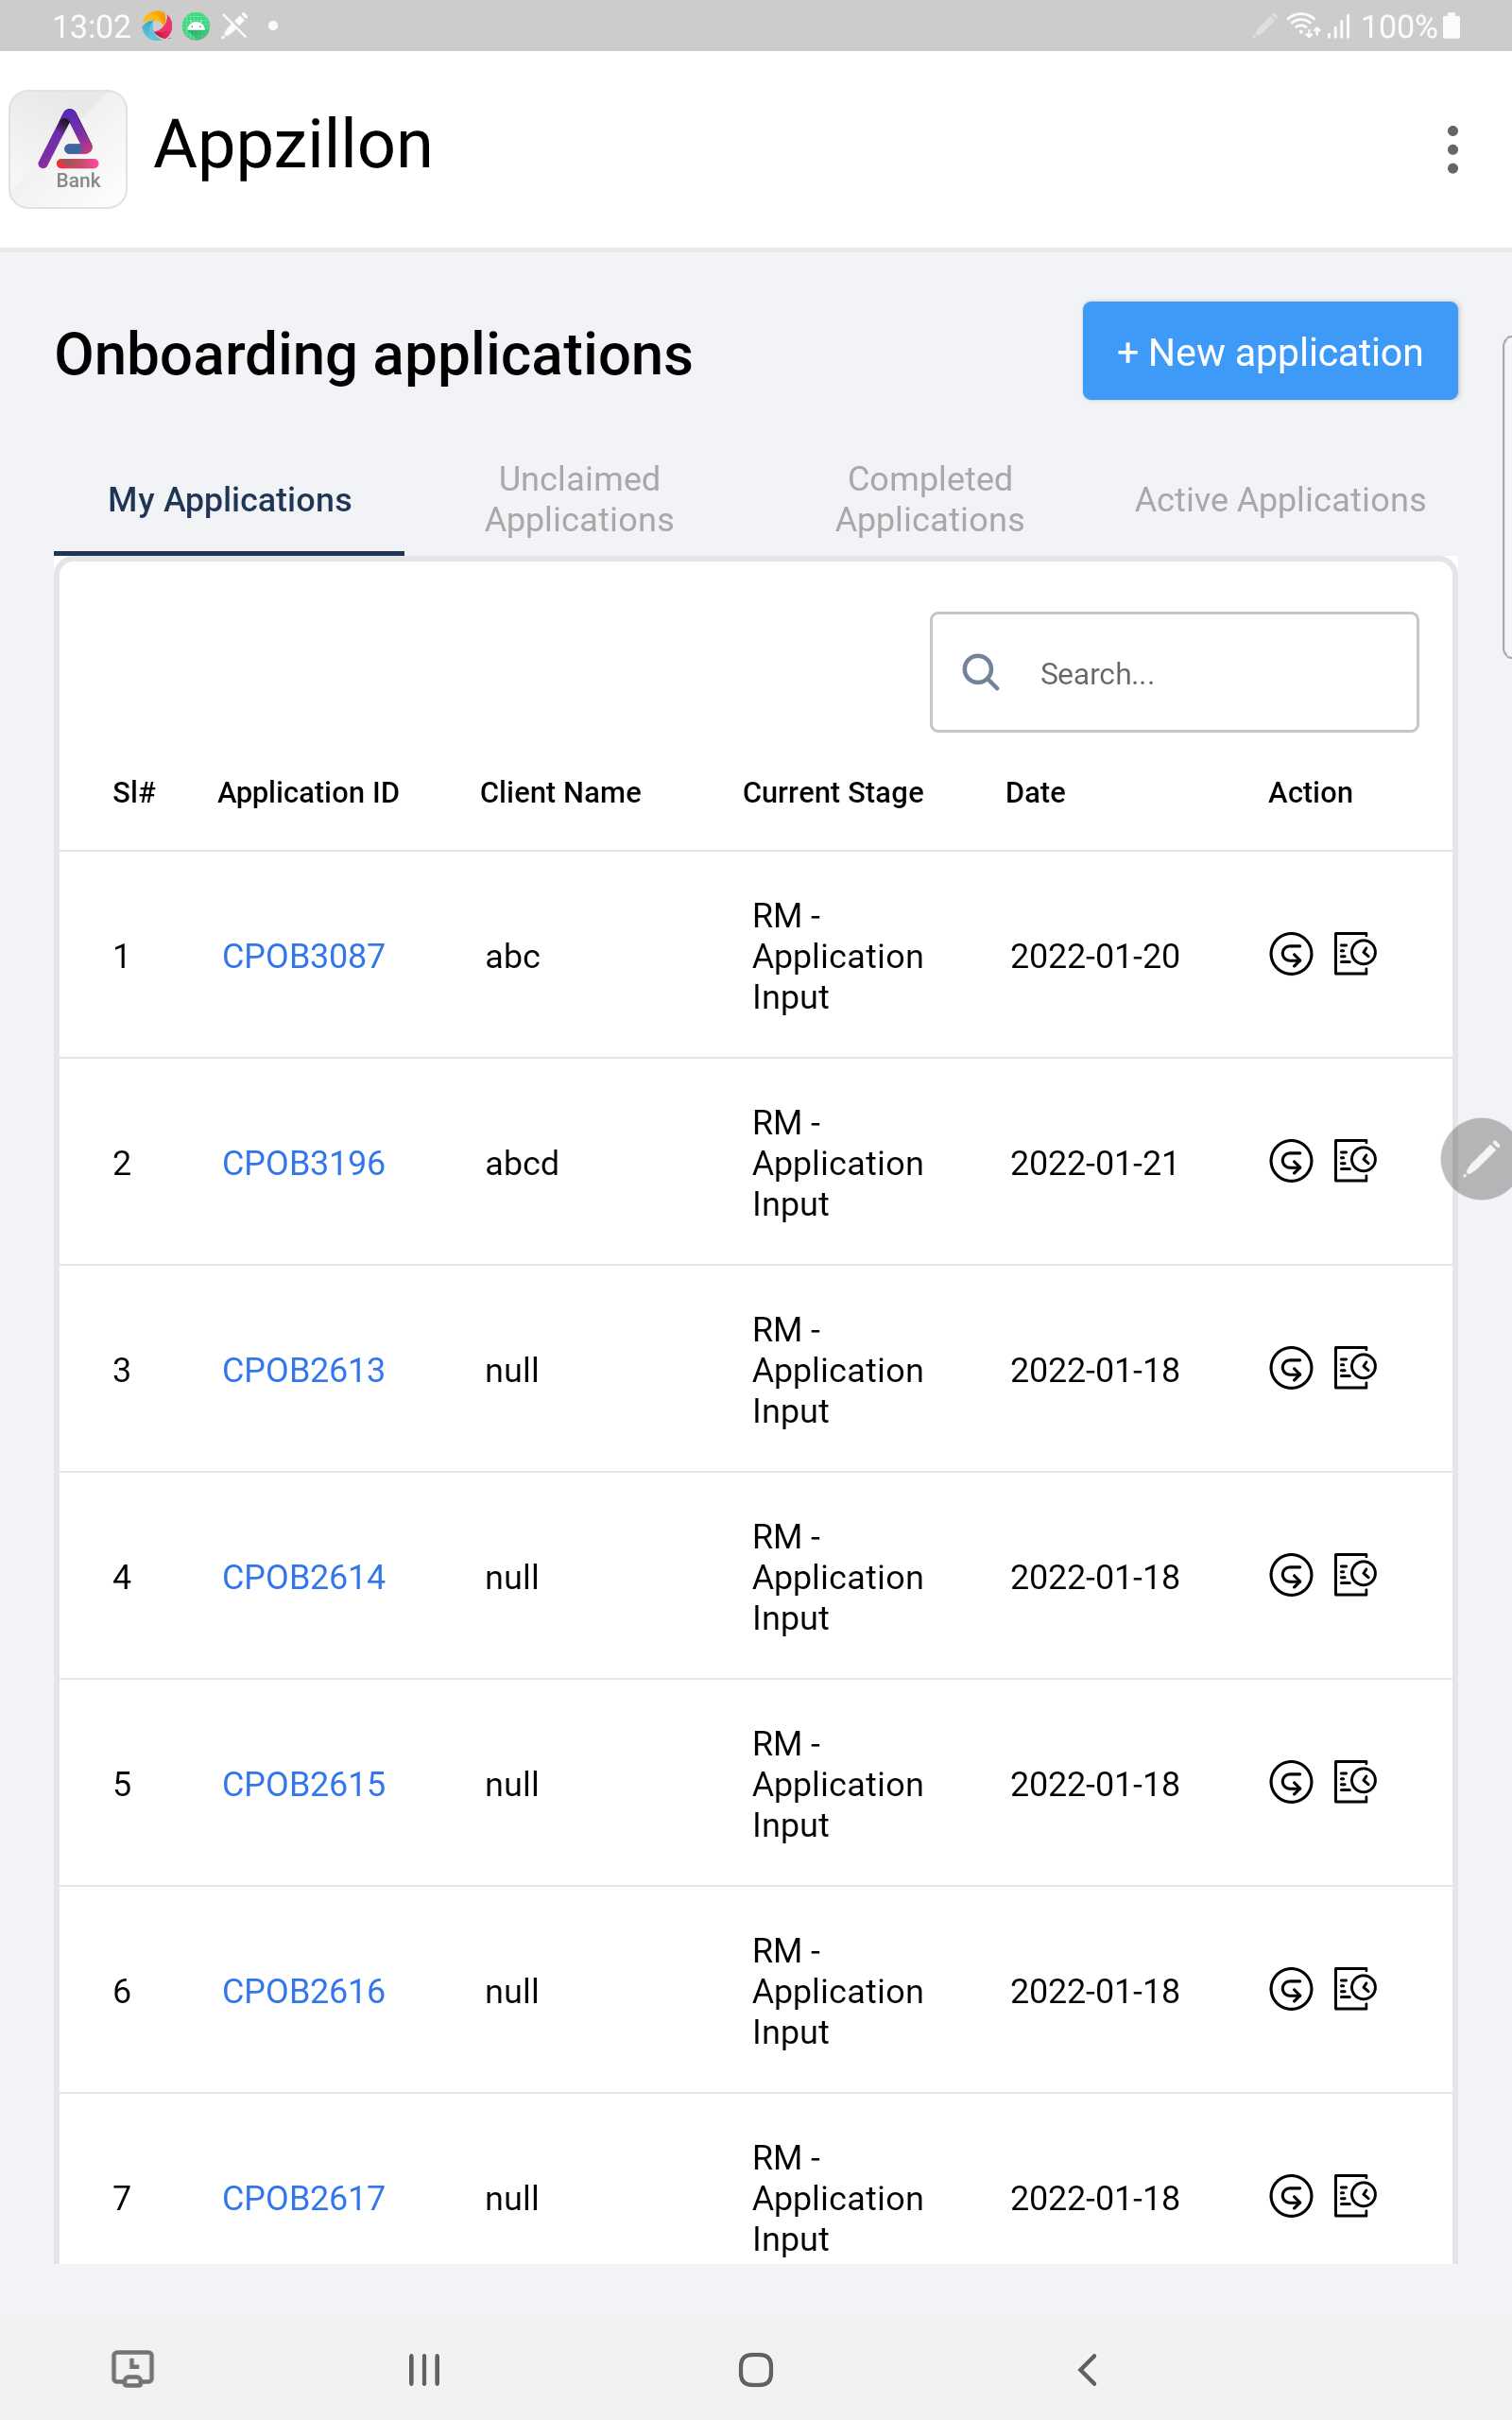 13:02
100%
Bank
Appzillon
Onboarding applications
+ New application
My Applications
Unclaimed
Applications
Completed
Applications
Active Applications
Search...
Sl# Application ID Client Name Current Stage Date Action
RM -
1 CPOB3087 abc Application 2022-01-20
Input
RM -
2 CPOB3196 abcd Application 2022-01-21
Input
RM -
3 CPOB2613 null Application 2022-01-18
Input
RM -
4 CPOB2614 null Application 2022-01-18
Input
RM -
5 CPOB2615 null Application 2022-01-18
Input
RM -
6 CPOB2616 null Application 2022-01-18
Input
RM -
7 CPOB2617 null Application 2022-01-18
Input